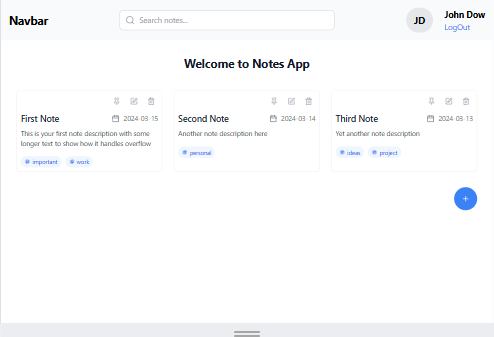 Navbar
Search notes...
JD
John Dow
LogOut
Welcome to Notes App
First Note
2024-03-15
This is your first note description with some
longer text to show how it handles overflow
important
work
Second Note
2024-03-14
Another note description here
personal
Third Note
2024-03-13
Yet another note description
ideas
project
+